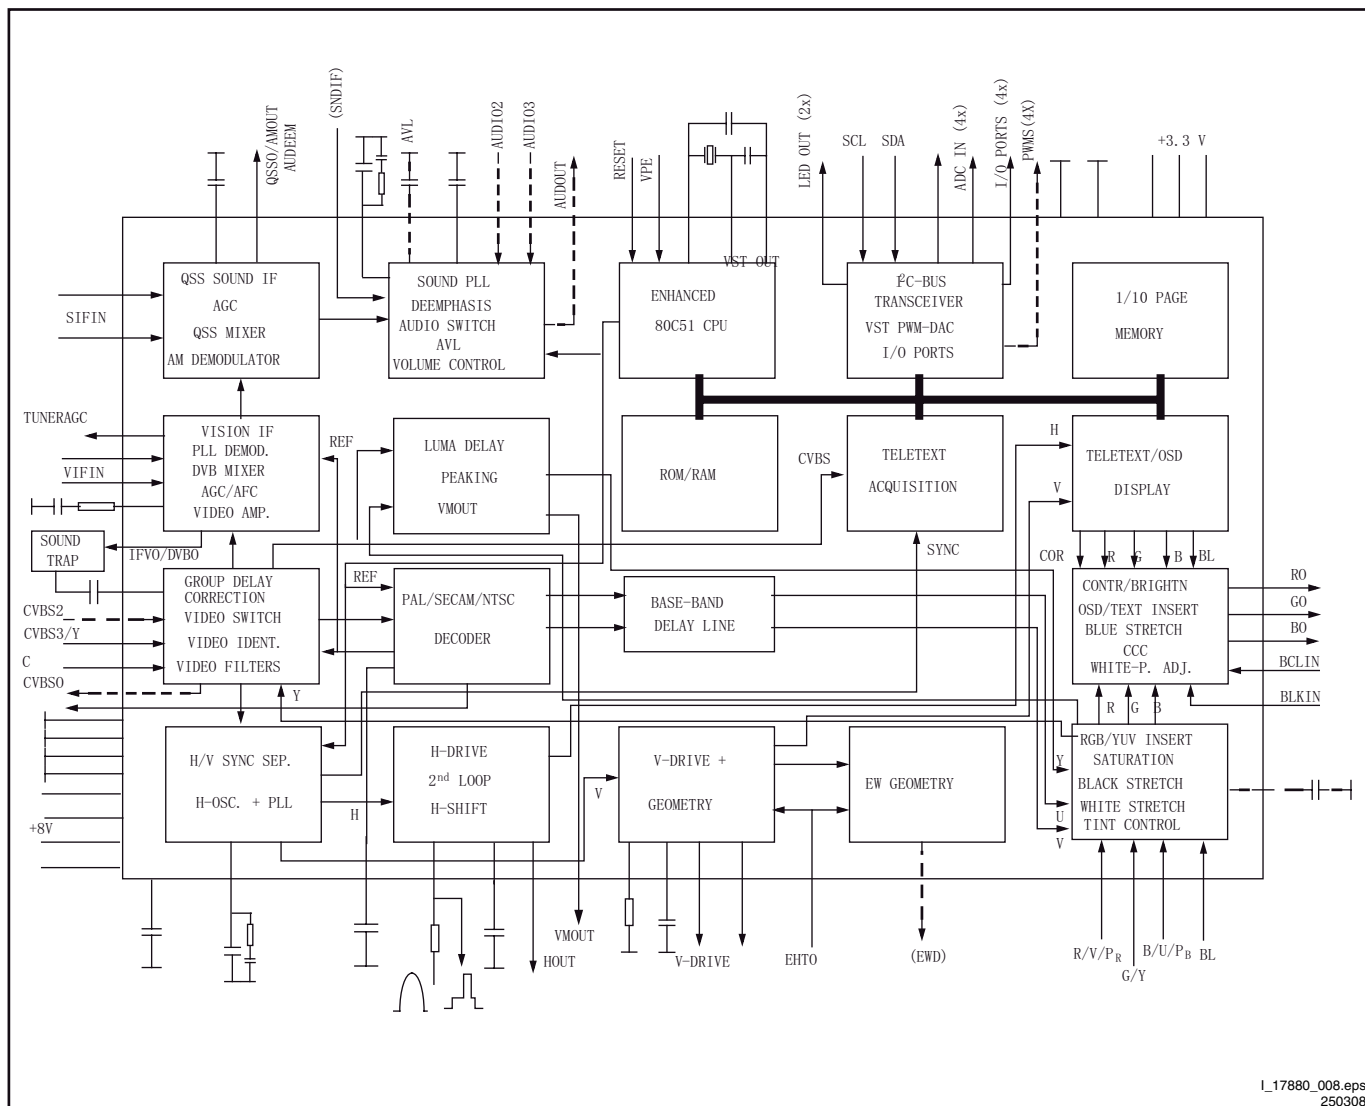 (SNDIF)
QSSO/AMOUT
AUDEEM
AVL
AUDIO2
AUDIO3
AUDOUT
RESET
VPE
VST OUT
LED OUT (2x)
SCL
SDA
ADC IN (4x)
I/O PORTS (4x)
PWMS(4X)
+3.3 V
SIFIN
QSS SOUND IF
AGC
QSS MIXER
AM DEMODULATOR
SOUND PLL
DEEMPHASIS
AUDIO SWITCH
AVL
VOLUME CONTROL
ENHANCED
80C51 CPU
I²C-BUS
TRANSCEIVER
VST PWM-DAC
I/O PORTS
1/10 PAGE
MEMORY
TUNERAGC
VIFIN
VISION IF
PLL DEMOD.
DVB MIXER
AGC/AFC
VIDEO AMP.
REF
LUMA DELAY
PEAKING
VMOUT
ROM/RAM
CVBS
TELETEXT
ACQUISITION
SYNC
H
V
TELETEXT/OSD
DISPLAY
SOUND
TRAP
IFVO/DVBO
COR
R
G
B
BL
CVBS2
CVBS3/Y
C
CVBSO
GROUP DELAY
CORRECTION
VIDEO SWITCH
VIDEO IDENT.
VIDEO FILTERS
Y
REF
PAL/SECAM/NTSC
DECODER
BASE-BAND
DELAY LINE
CONTR/BRIGHTN
OSD/TEXT INSERT
BLUE STRETCH
CCC
WHITE-P. ADJ.
RO
GO
BO
BCLIN
BLKIN
R
G
B
+8V
H/V SYNC SEP.
H-OSC. + PLL
H
H-DRIVE
2nd LOOP
H-SHIFT
V
V-DRIVE +
GEOMETRY
EW GEOMETRY
Y
U
V
RGB/YUV INSERT
SATURATION
BLACK STRETCH
WHITE STRETCH
TINT CONTROL
VMOUT
HOUT
V-DRIVE
EHTO
(EWD)
R/V/PR
G/Y
B/U/PB
BL
I_17880_008.eps
250308